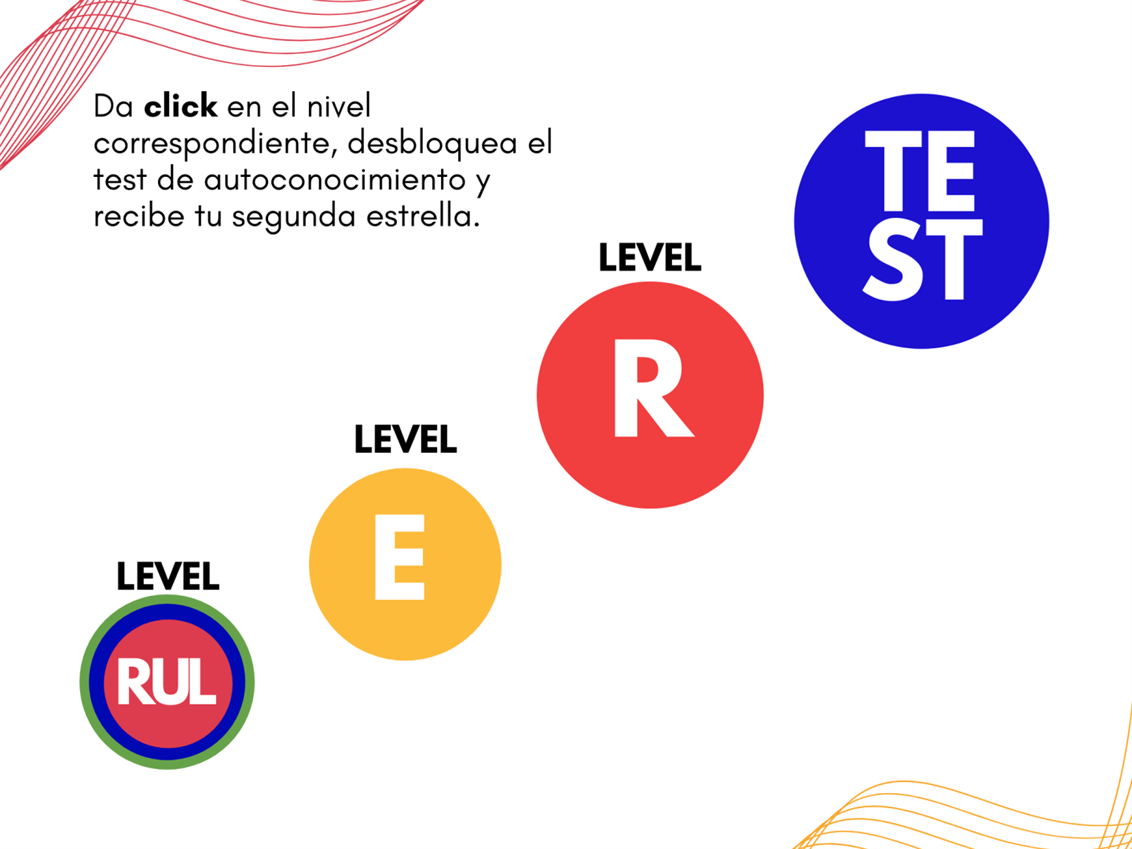 Da click en el nivel
correspondiente, desbloquea el
test de autoconocimiento y
recibe tu segunda estrella.
TE
ST
LEVEL
R
LEVEL
E
LEVEL
RUL